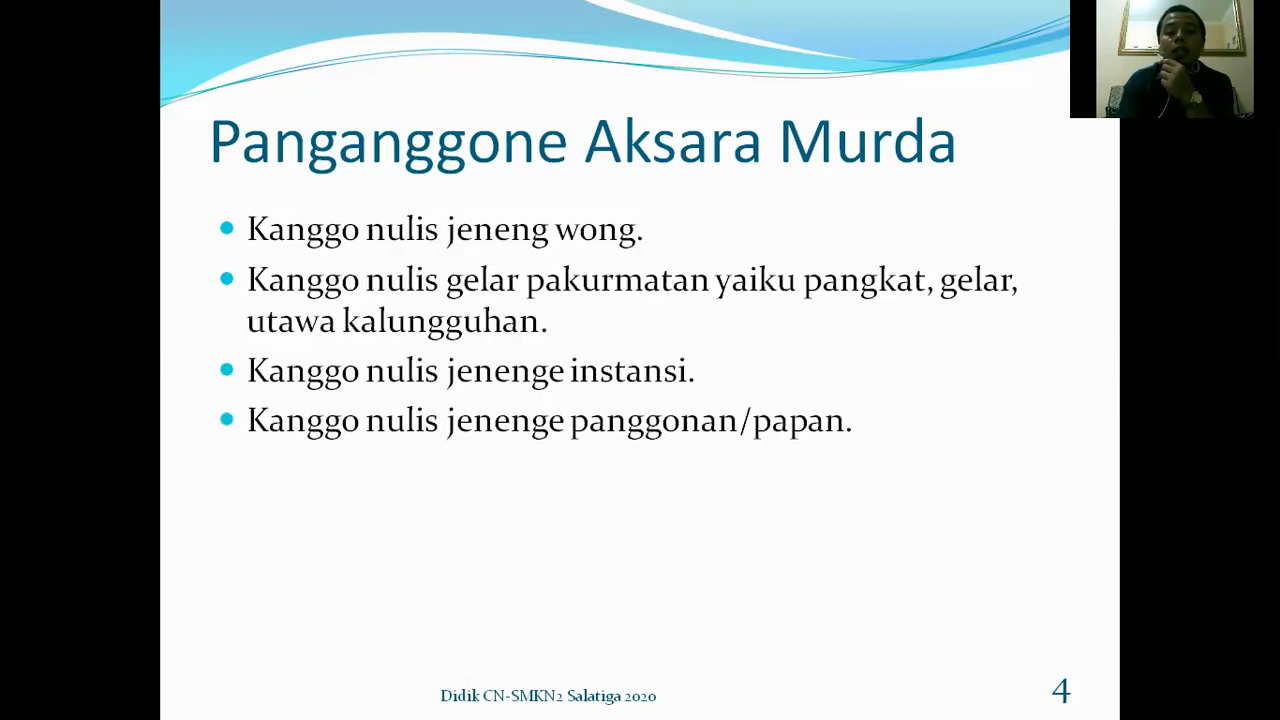 Panganggone Aksara Murda
Kanggo nulis jeneng wong.
Kanggo nulis gelar pakurmatan yaiku pangkat, gelar,
utawa kalungguhan.
Kanggo nulis jenenge instansi.
Kanggo nulis jenenge panggonan/papan.
Didik CN-SMKN2 Salatiga 2020
4